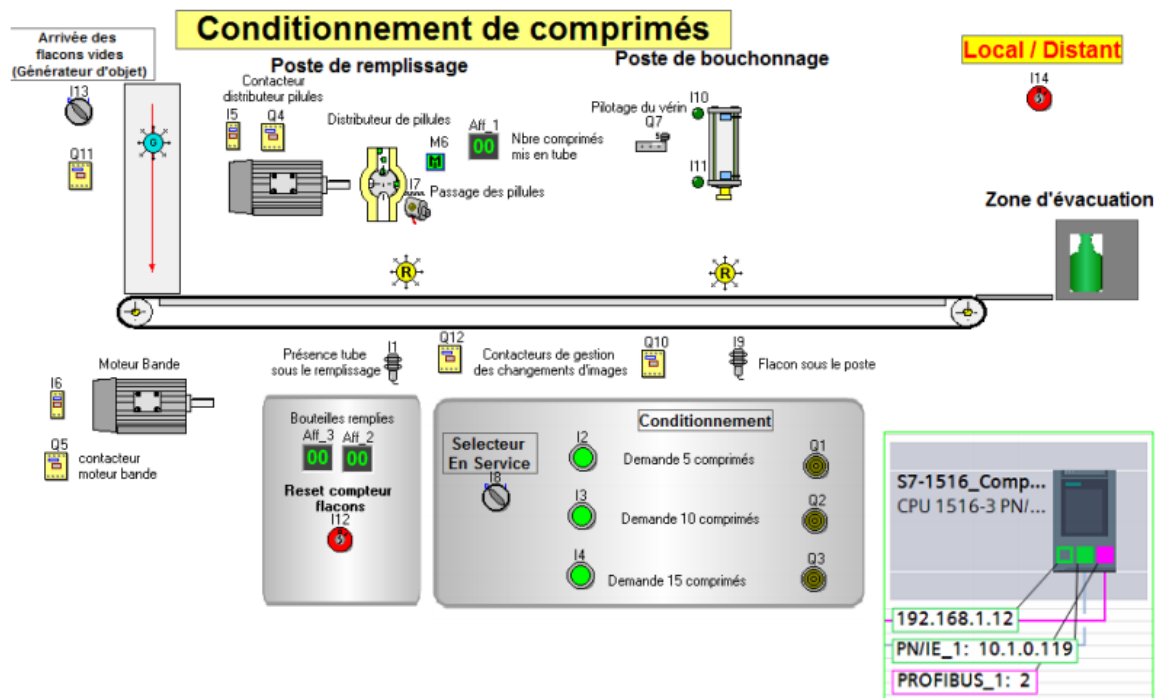 Conditionnement de comprimés
Arrivée des
flacons vides
(Générateur d'objet)
I13
Q11
G
Poste de remplissage
Contacteur
distributeur pilules
I5
Q4
Distributeur de pillules
M6
M
Aff_1
00
Nbre comprimés
mis en tube
I7
Passage des pillules
R
Poste de bouchonnage
Pilotage du vérin
Q7
I10
I11
R
Local / Distant
I14
Zone d'évacuation
Moteur Bande
I6
Q5
contacteur
moteur bande
Présence tube
sous le remplissage
I1
Q12
Contacteurs de gestion
des changements d'images
Q10
I9
Flacon sous le poste
Bouteilles remplies
Aff_3
Aff_2
00
00
Reset compteur
flacons
I12
Conditionnement
Selecteur
En Service
I8
I2
Demande 5 comprimés
Q1
I3
Demande 10 comprimés
Q2
I4
Demande 15 comprimés
Q3
S7-1516_Comp...
CPU 1516-3 PN/...
192.168.1.12
PN/IE_1: 10.1.0.119
PROFIBUS_1: 2